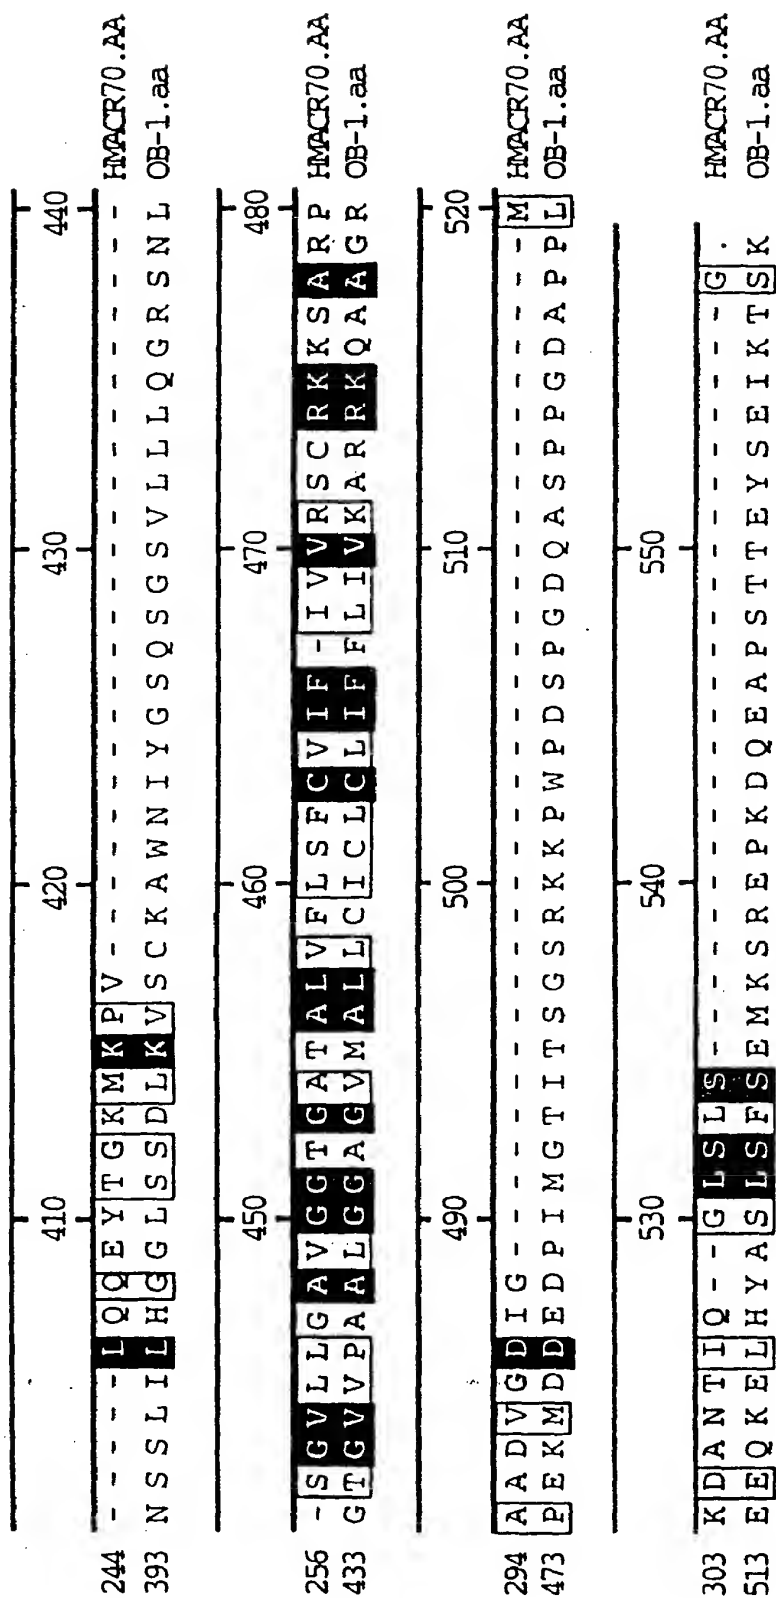 410 420 430 440
244 - - - - - L Q Q E Y T G K M K P V - - - - - - - - - - - - - - - - - - - - - - - HMACR70.AA
393 N S S L I L H G G L S S D L K V S C K A W N I Y G S Q S G S V L L L Q G R S N L OB-1.aa
450 460 470 480
256 - S G V L L G A V G G T G A T A L V F L S F C V I F - I V V R S C R K K S A R P HMACR70.AA
433 G T G V V P A A L G G A G V M A L L C I C L C L I F F L I V K A R R K Q A A G R OB-1.aa
490 500 510 520
294 A A D V G D I G - - - - - - - - - - - - - - - - - - - - - - - - - - - - - - - M HMACR70.AA
473 P E K M D D E D P I M G T I T S G S R K K P W P D S P G D Q A S P P G D A P P L OB-1.aa
530 540 550
303 K D A N T I Q - - G L S L S - - - - - - - - - - - - - - - - - - - - - - - G . HMACR70.AA
513 E E Q K E L H Y A S L S F S E M K S R E P K D Q E A P S T T E Y S E I K T S K OB-1.aa